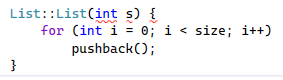 List::List(int s) {
    for (int i = 0; i < size; i++)
        pushback();
}